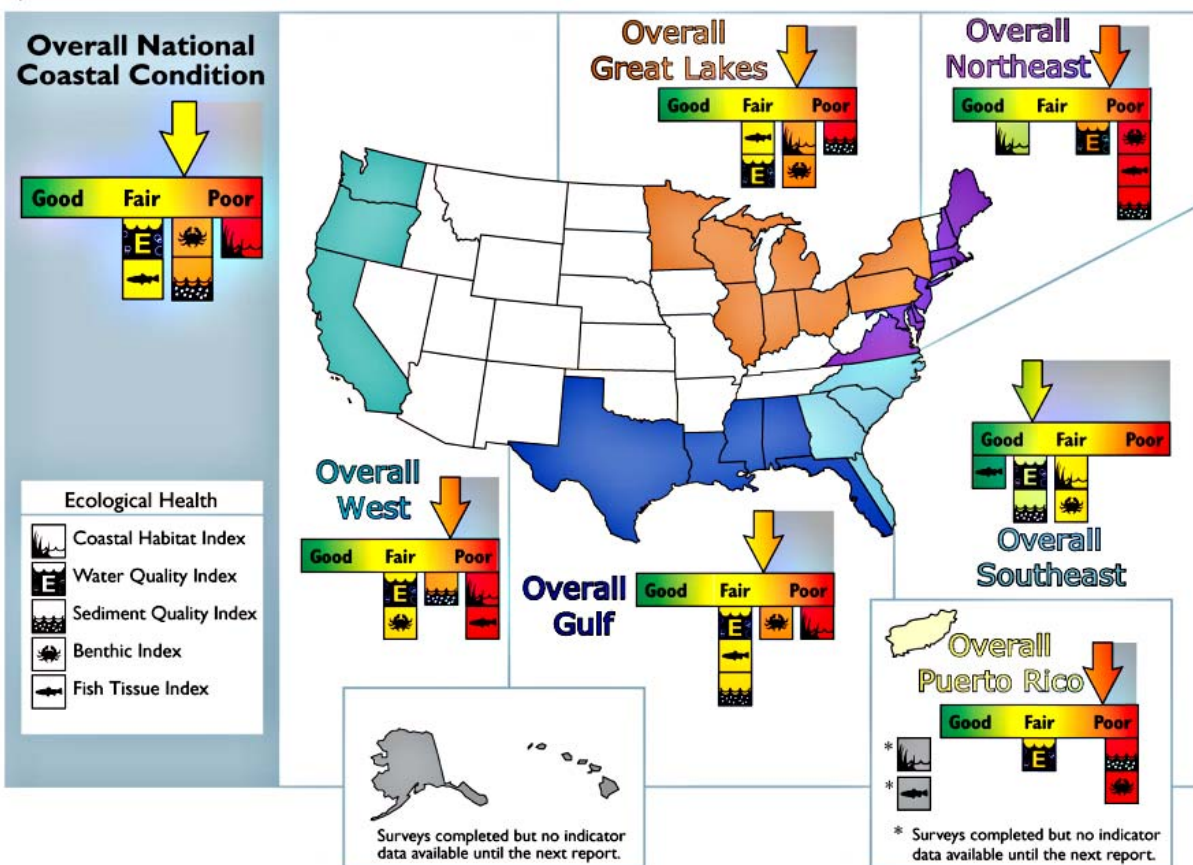 Overall National
Coastal Condition
Good Fair Poor
E
Ecological Health
Coastal Habitat Index
E
Water Quality Index
Sediment Quality Index
Benthic Index
Fish Tissue Index
Overall
Great Lakes
Good Fair Poor
E
Overall
Northeast
Good Fair Poor
E
Overall
West
Good Fair Poor
E
Overall
Gulf
Good Fair Poor
E
Good Fair Poor
E
Overall
Southeast
Surveys completed but no indicator
data available until the next report.
Overall
Puerto Rico
Good Fair Poor
*
E
*
* Surveys completed but no indicator
data available until the next report.